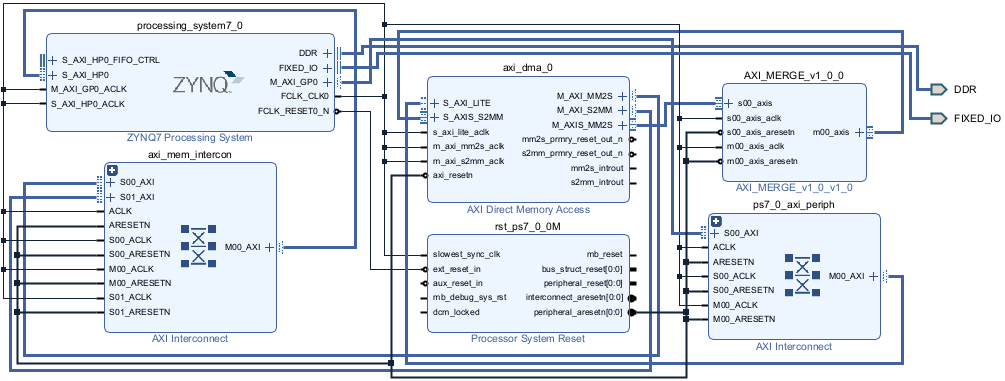 processing_system7_0
S_AXI_HP0_FIFO_CTRL
S_AXI_HP0
M_AXI_GP0_ACLK
S_AXI_HP0_ACLK
ZYNQ
DDR
FIXED_IO
M_AXI_GP0
FCLK_CLK0
FCLK_RESET0_N
ZYNQ7 Processing System
axi_dma_0
S_AXI_LITE
S_AXIS_S2MM
s_axi_lite_aclk
m_axi_mm2s_aclk
m_axi_s2mm_aclk
axi_resetn
M_AXI_MM2S
M_AXI_S2MM
M_AXIS_MM2S
mm2s_prmry_reset_out_n
s2mm_prmry_reset_out_n
mm2s_introut
s2mm_introut
AXI Direct Memory Access
AXI_MERGE_v1_0_0
s00_axis
s00_axis_aclk
s00_axis_aresetn
m00_axis_aclk
m00_axis_aresetn
m00_axis
AXI_MERGE_v1_0_v1_0
DDR
FIXED_IO
axi_mem_intercon
S00_AXI
S01_AXI
ACLK
ARESETN
S00_ACLK
S00_ARESETN
M00_ACLK
M00_ARESETN
S01_ACLK
S01_ARESETN
M00_AXI
AXI Interconnect
rst_ps7_0_0M
slowest_sync_clk
ext_reset_in
aux_reset_in
mb_debug_sys_rst
dcm_locked
mb_reset
bus_struct_reset[0:0]
peripheral_reset[0:0]
interconnect_aresetn[0:0]
peripheral_aresetn[0:0]
Processor System Reset
ps7_0_axi_periph
S00_AXI
ACLK
ARESETN
S00_ACLK
S00_ARESETN
M00_ACLK
M00_ARESETN
M00_AXI
AXI Interconnect